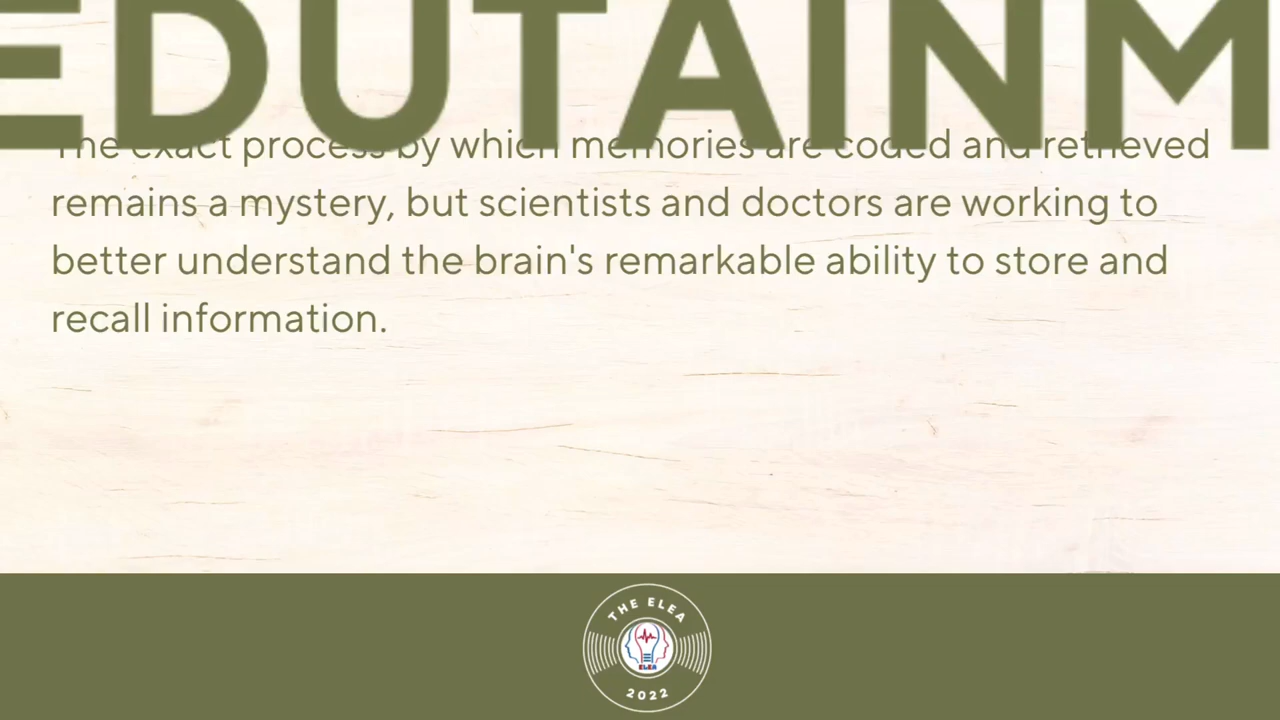 EDUTAINM
The exact process by which memories are coded and retrieved
remains a mystery, but scientists and doctors are working to
better understand the brain's remarkable ability to store and
recall information.
THE ELEA
ELEA
2022